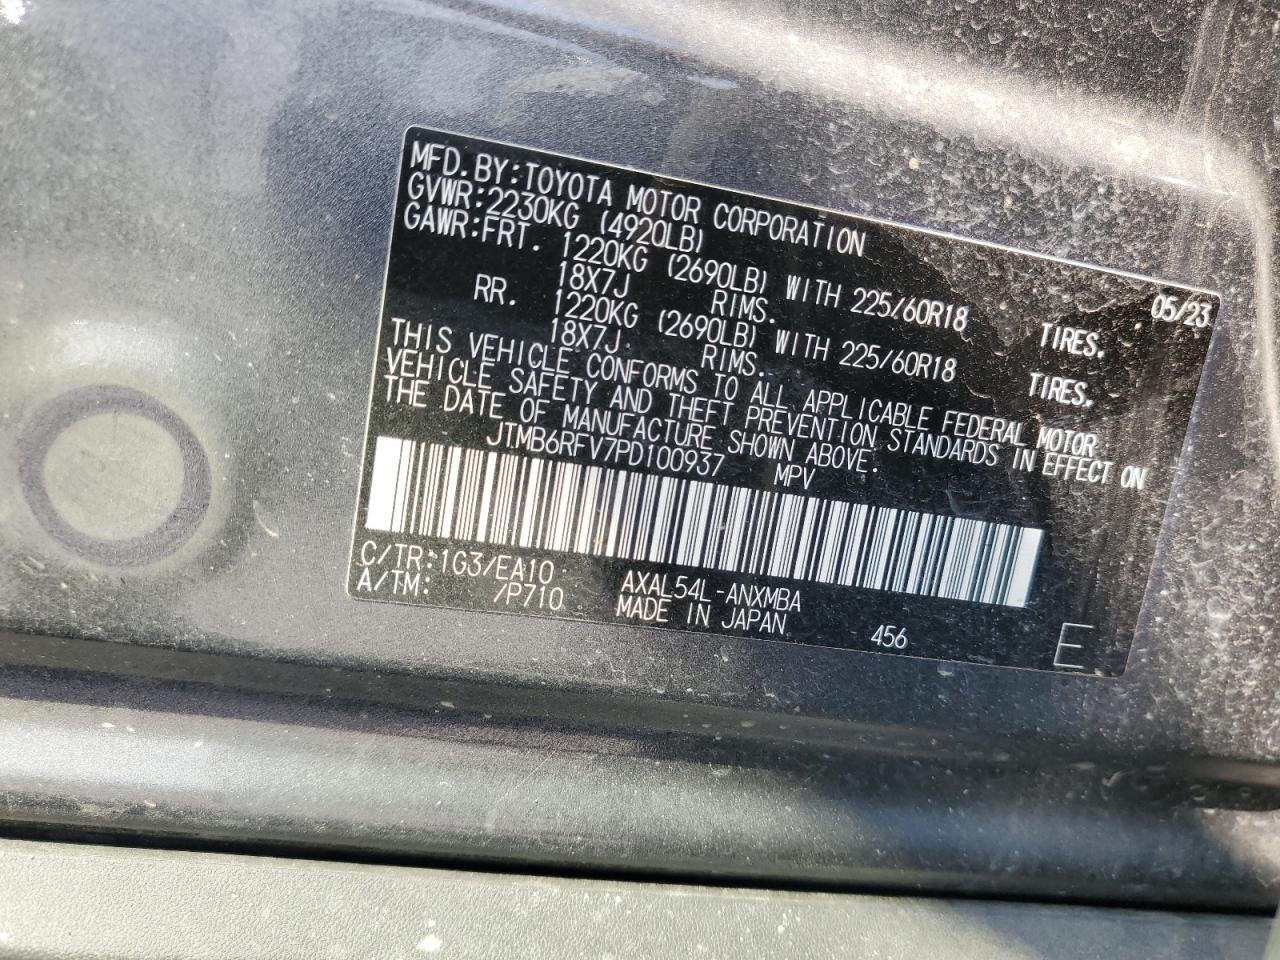 MFD. BY: TOYOTA MOTOR CORPORATION 05/23
GVWR: 2230KG (4920LB)
GAWR: FRT. 1220KG (2690LB) WITH 225/60R18 TIRES.
18X7J RIMS.
RR. 1220KG (2690LB) WITH 225/60R18 TIRES.
18X7J RIMS.
THIS VEHICLE CONFORMS TO ALL APPLICABLE FEDERAL MOTOR
VEHICLE SAFETY AND THEFT PREVENTION STANDARDS IN EFFECT ON
THE DATE OF MANUFACTURE SHOWN ABOVE.
JTMB6RFV7PD100937 MPV
C/TR: 1G3/EA10 AXAL54L-ANXMBA
A/TM: /P710 MADE IN JAPAN 456 E